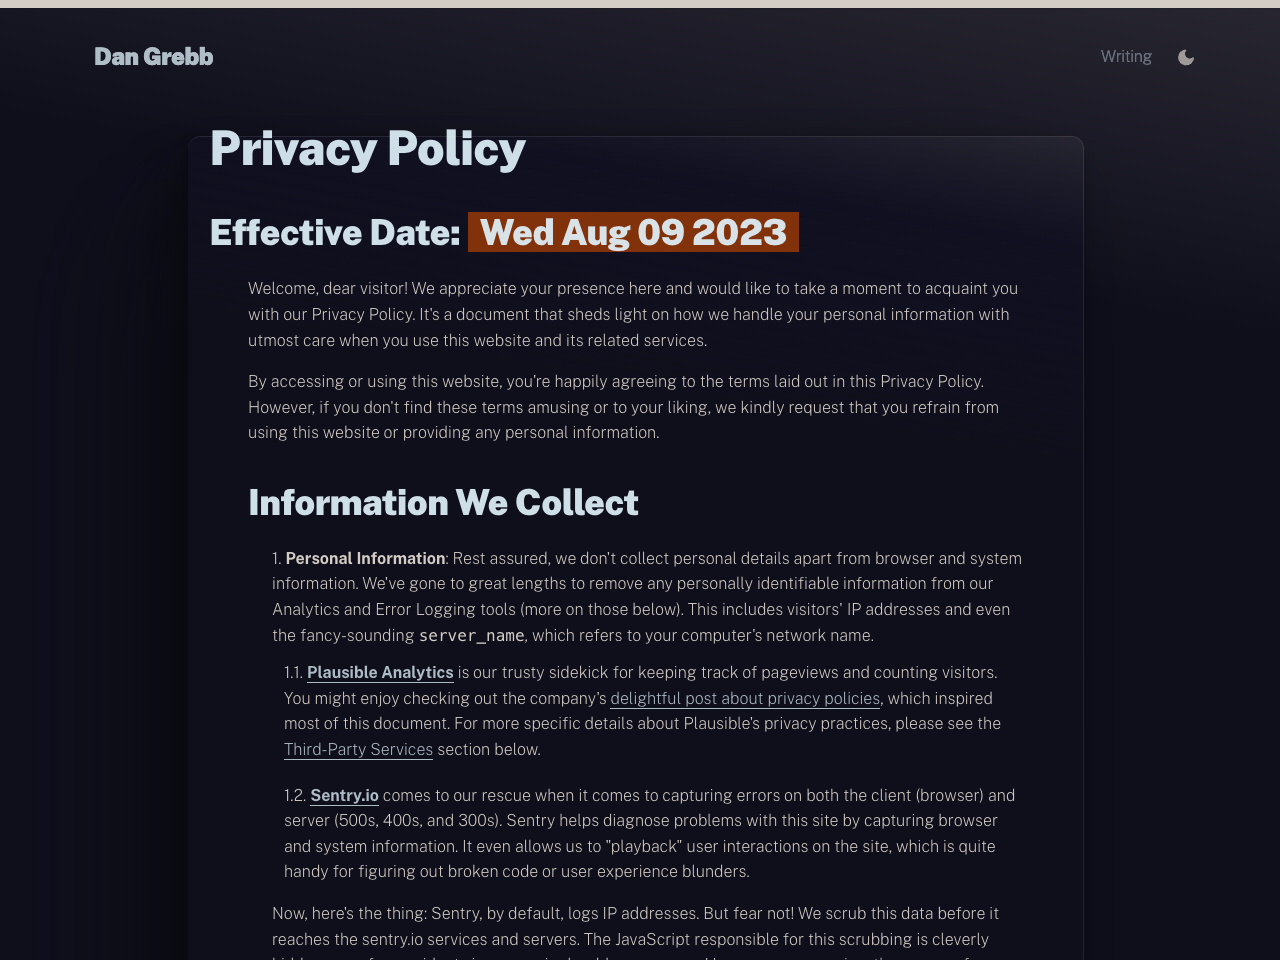 Dan Grebb
Writing
Privacy Policy
Effective Date: Wed Aug 09 2023
Welcome, dear visitor! We appreciate your presence here and would like to take a moment to acquaint you
with our Privacy Policy. It's a document that sheds light on how we handle your personal information with
utmost care when you use this website and its related services.
By accessing or using this website, you're happily agreeing to the terms laid out in this Privacy Policy.
However, if you don't find these terms amusing or to your liking, we kindly request that you refrain from
using this website or providing any personal information.
Information We Collect
1. Personal Information: Rest assured, we don't collect personal details apart from browser and system
information. We've gone to great lengths to remove any personally identifiable information from our
Analytics and Error Logging tools (more on those below). This includes visitors' IP addresses and even
the fancy-sounding server_name, which refers to your computer's network name.
1.1. Plausible Analytics is our trusty sidekick for keeping track of pageviews and counting visitors.
You might enjoy checking out the company's delightful post about privacy policies, which inspired
most of this document. For more specific details about Plausible's privacy practices, please see the
Third-Party Services section below.
1.2. Sentry.io comes to our rescue when it comes to capturing errors on both the client (browser) and
server (500s, 400s, and 300s). Sentry helps diagnose problems with this site by capturing browser
and system information. It even allows us to "playback" user interactions on the site, which is quite
handy for figuring out broken code or user experience blunders.
Now, here's the thing: Sentry, by default, logs IP addresses. But fear not! We scrub this data before it
reaches the sentry.io services and servers. The JavaScript responsible for this scrubbing is cleverly